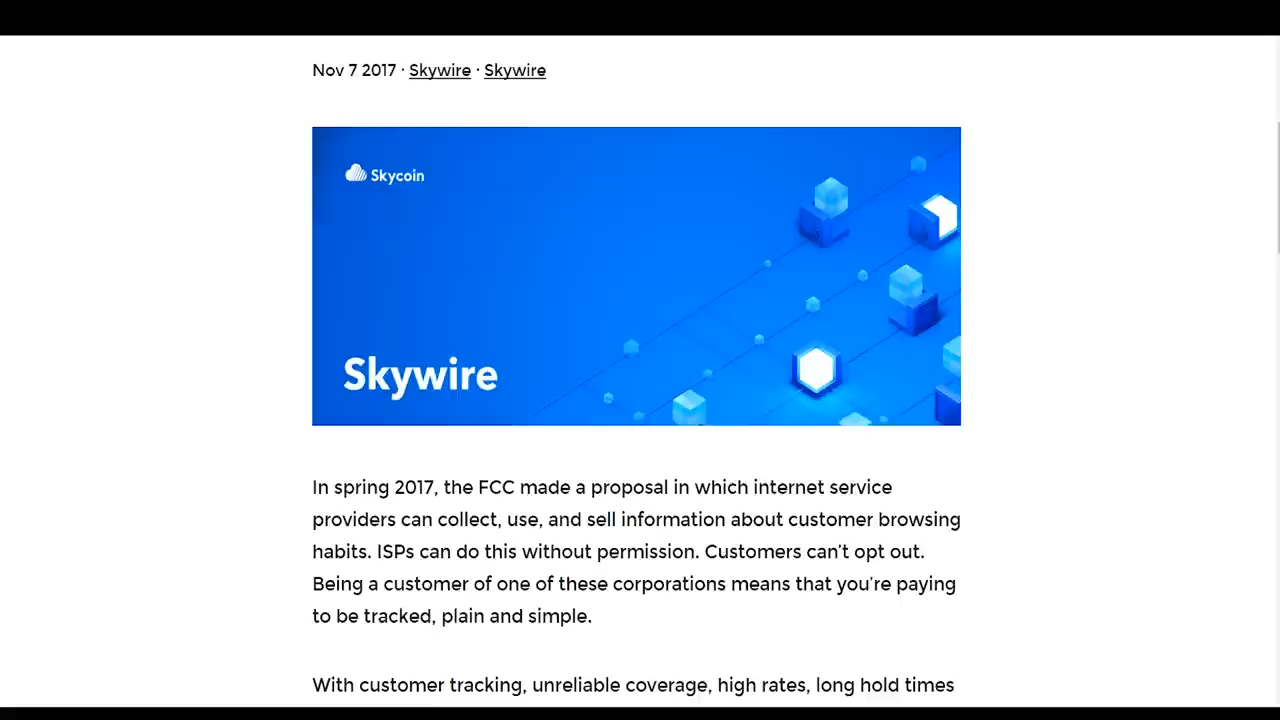 Nov 7 2017 · Skywire · Skywire
Skycoin
Skywire
In spring 2017, the FCC made a proposal in which internet service
providers can collect, use, and sell information about customer browsing
habits. ISPs can do this without permission. Customers can’t opt out.
Being a customer of one of these corporations means that you’re paying
to be tracked, plain and simple.
With customer tracking, unreliable coverage, high rates, long hold times